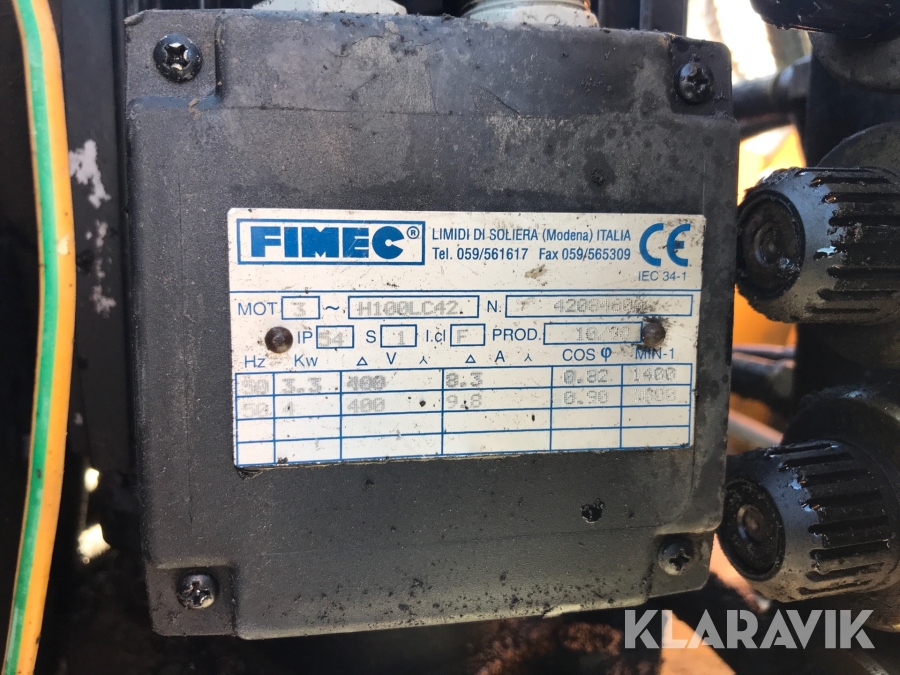 FIMEC® LIMIDI DI SOLIERA (Modena) ITALIA CE
Tel. 059/561617 Fax 059/565309 IEC 34-1
MOT. 3 ~ H100LC42. N.
IP 54 S 1 I.cl F PROD.
Hz Kw △ V ⅄ △ A ⅄ COS φ MIN-1
50 3.3 400 8.3 0.82 1400
50 4 400 9.8 0.90
KLARAVIK